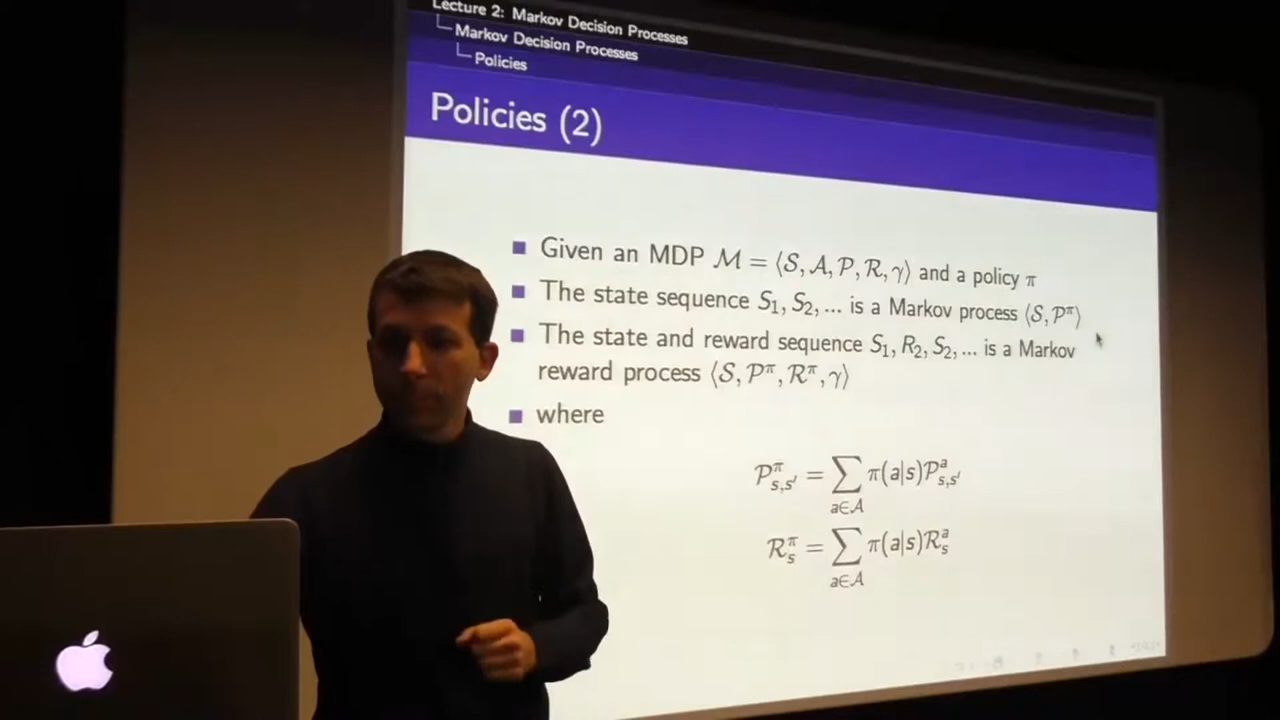 Lecture 2: Markov Decision Processes
Markov Decision Processes
Policies
Policies (2)
Given an MDP ℳ = ⟨𝒮, 𝒜, 𝒫, ℛ, γ⟩ and a policy π
The state sequence S₁, S₂, ... is a Markov process ⟨𝒮, 𝒫^π⟩
The state and reward sequence S₁, R₂, S₂, ... is a Markov
reward process ⟨𝒮, 𝒫^π, ℛ^π, γ⟩
where
𝒫^π_{s,s′} = ∑_{a∈𝒜} π(a|s)𝒫^a_{s,s′}
ℛ^π_s = ∑_{a∈𝒜} π(a|s)ℛ^a_s